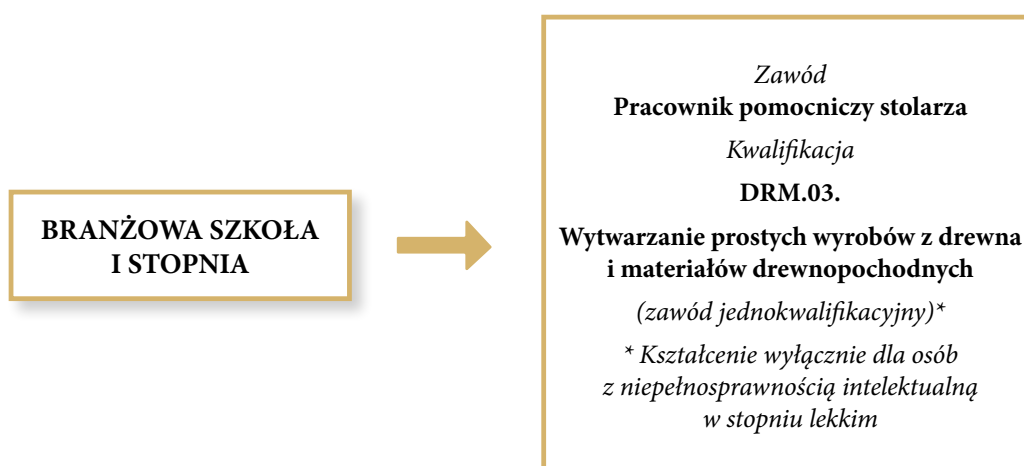 BRANŻOWA SZKOŁA
I STOPNIA
Zawód
Pracownik pomocniczy stolarza
Kwalifikacja
DRM.03.
Wytwarzanie prostych wyrobów z drewna
i materiałów drewnopochodnych
(zawód jednokwalifikacyjny)*
* Kształcenie wyłącznie dla osób
z niepełnosprawnością intelektualną
w stopniu lekkim